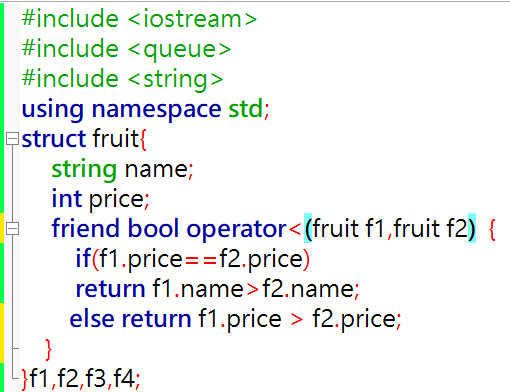 #include <iostream>
#include <queue>
#include <string>
using namespace std;
struct fruit{
string name;
int price;
friend bool operator<(fruit f1,fruit f2) {
if(f1.price==f2.price)
return f1.name>f2.name;
else return f1.price > f2.price;
}
}f1,f2,f3,f4;